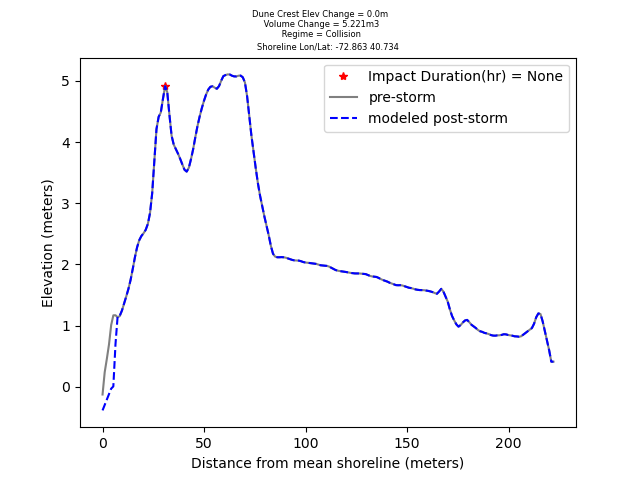 Dune Crest Elev Change = 0.0m
Volume Change = 5.221m3
Regime = Collision
Shoreline Lon/Lat: -72.863 40.734
Impact Duration(hr) = None
pre-storm
modeled post-storm
Elevation (meters)
5
4
3
2
1
0
0 50 100 150 200
Distance from mean shoreline (meters)